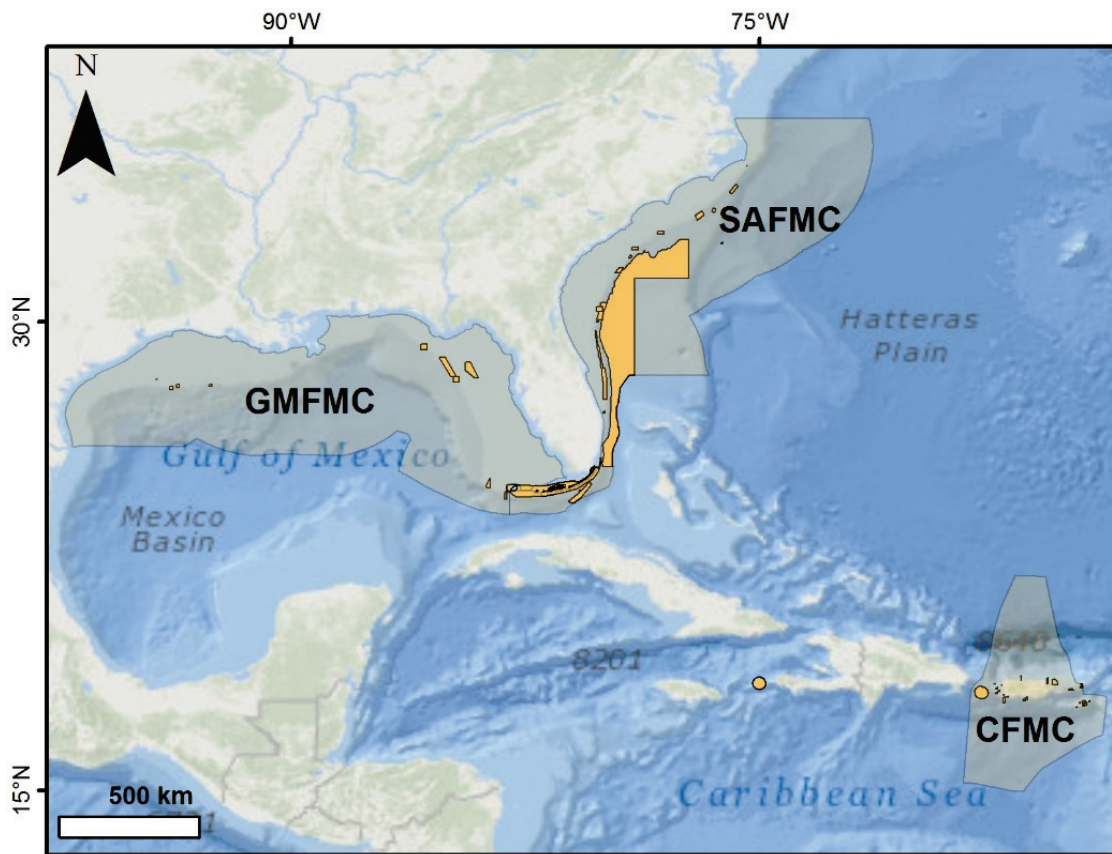 90°W
75°W
N
SAFMC
30°N
Hatteras
Plain
GMFMC
Gulf of Mexico
Mexico
Basin
8640
8201
CFMC
15°N
500 km
Caribbean Sea